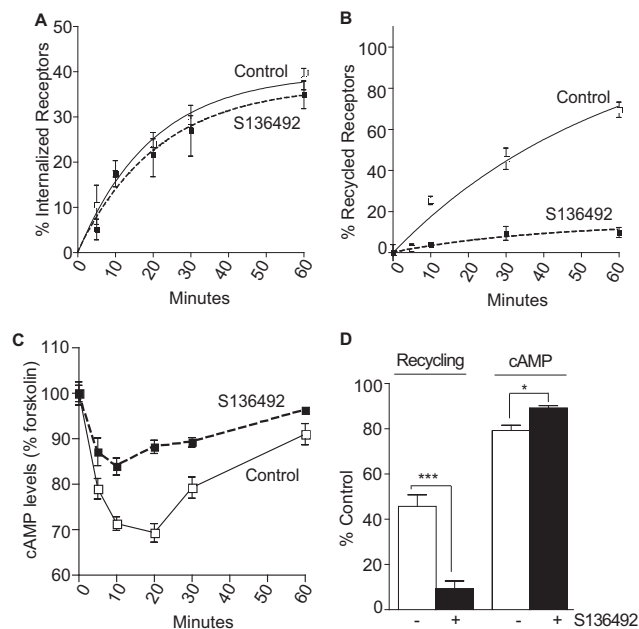 A
% Internalized Receptors
50
40
30
20
10
0
Control
S136492
0 10 20 30 40 50 60
Minutes
B
% Recycled Receptors
100
80
60
40
20
0
Control
S136492
0 10 20 30 40 50 60
Minutes
C
cAMP levels (% forskolin)
110
100
90
80
70
60
S136492
Control
0 10 20 30 40 50 60
Minutes
D
Recycling cAMP
% Control
100
80
60
40
20
0
***
*
- + - + S136492